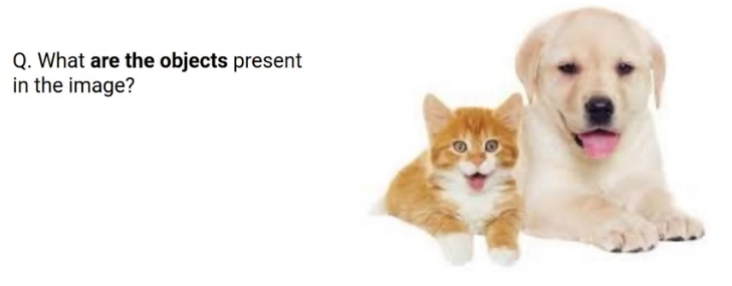 Q. What are the objects present
in the image?